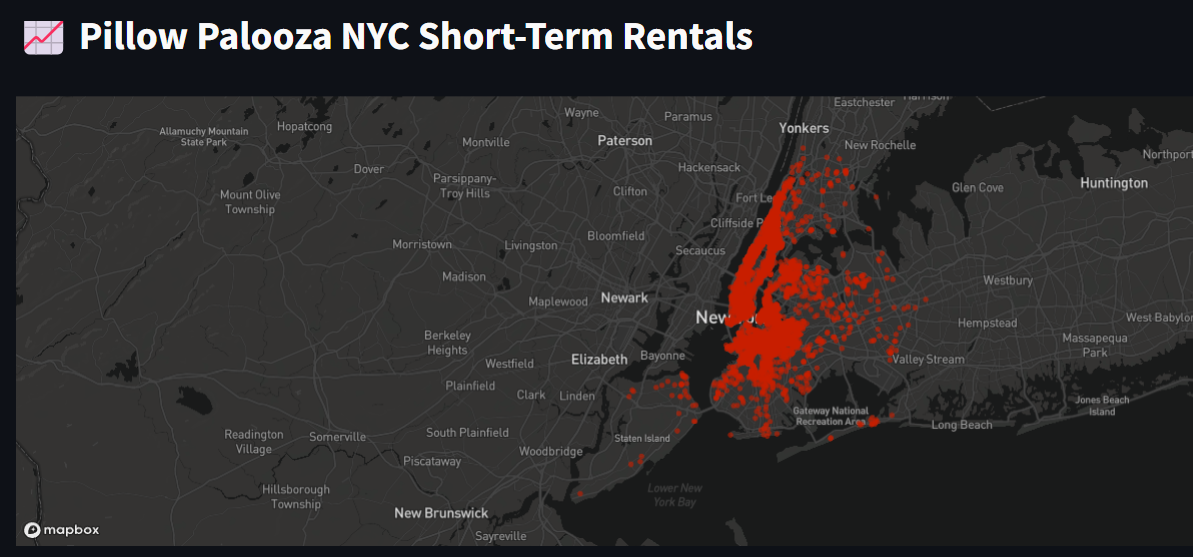 Pillow Palooza NYC Short-Term Rentals
Eastchester
Harrison
Wayne
Paramus
Allamuchy Mountain
State Park
Hopatcong
Montville
Paterson
Yonkers
New Rochelle
Northport
Dover
Parsippany-
Troy Hills
Hackensack
Mount Olive
Township
Clifton
Fort Le
Glen Cove
Huntington
Cliffside P
Morristown
Livingston
Bloomfield
Secaucus
Madison
Westbury
Maplewood
Newark
New Yo
Hempstead
West Babylon
Berkeley
Heights
Massapequa
Park
Westfield
Elizabeth
Bayonne
Valley Stream
Plainfield
Clark
Linden
Jones Beach
Island
Gateway National
Recreation Area
Long Beach
Readington
Village
Somerville
South Plainfield
Staten Island
Woodbridge
Piscataway
Hillsborough
Township
Lower New
York Bay
New Brunswick
Sayreville
mapbox